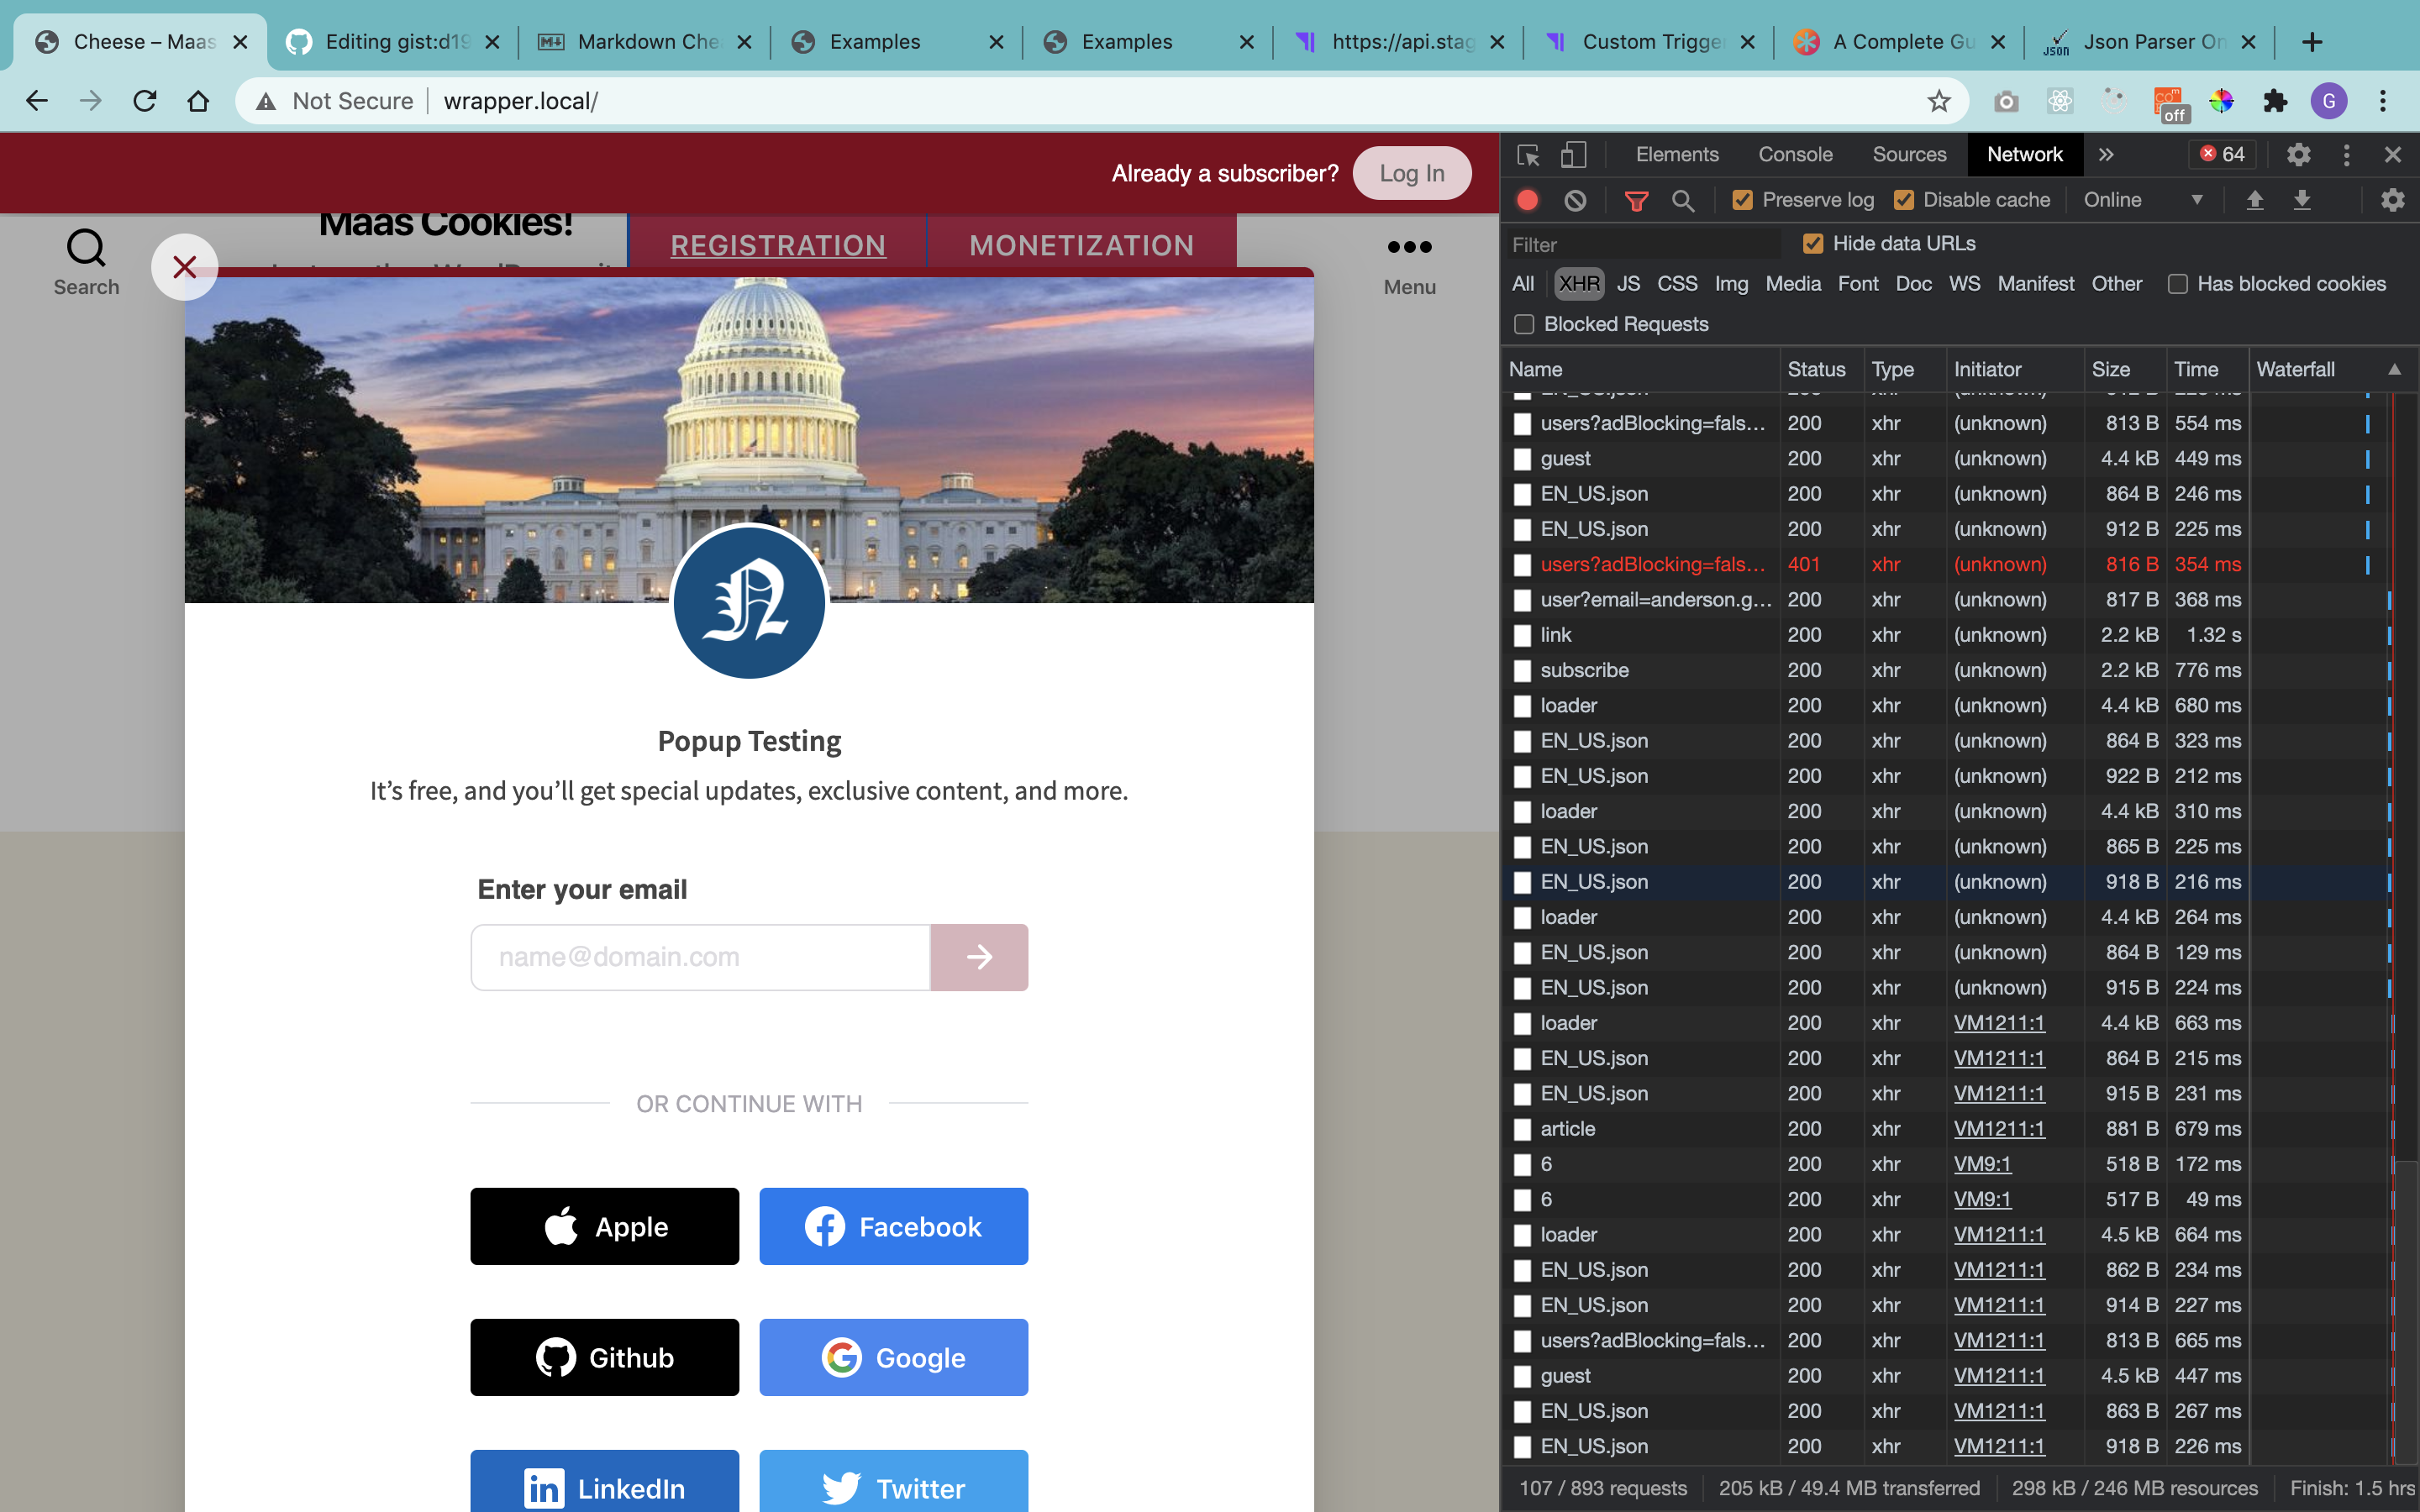 Cheese – Maas
Editing gist:d19
Markdown Che
Examples
Examples
https://api.stag
Custom Trigge
A Complete Gu
Json Parser On
Not Secure
wrapper.local/
off
G
Already a subscriber?
Log In
Maas Cookies!
REGISTRATION
MONETIZATION
Search
Menu
Popup Testing
It's free, and you'll get special updates, exclusive content, and more.
Enter your email
name@domain.com
OR CONTINUE WITH
Apple
Facebook
Github
Google
LinkedIn
Twitter
Elements Console Sources Network 64
Preserve log Disable cache Online
Filter Hide data URLs
All XHR JS CSS Img Media Font Doc WS Manifest Other Has blocked cookies
Blocked Requests
Name Status Type Initiator Size Time Waterfall
users?adBlocking=fals… 200 xhr (unknown) 813 B 554 ms
guest 200 xhr (unknown) 4.4 kB 449 ms
EN_US.json 200 xhr (unknown) 864 B 246 ms
EN_US.json 200 xhr (unknown) 912 B 225 ms
users?adBlocking=fals… 401 xhr (unknown) 816 B 354 ms
user?email=anderson.g… 200 xhr (unknown) 817 B 368 ms
link 200 xhr (unknown) 2.2 kB 1.32 s
subscribe 200 xhr (unknown) 2.2 kB 776 ms
loader 200 xhr (unknown) 4.4 kB 680 ms
EN_US.json 200 xhr (unknown) 864 B 323 ms
EN_US.json 200 xhr (unknown) 922 B 212 ms
loader 200 xhr (unknown) 4.4 kB 310 ms
EN_US.json 200 xhr (unknown) 865 B 225 ms
EN_US.json 200 xhr (unknown) 918 B 216 ms
loader 200 xhr (unknown) 4.4 kB 264 ms
EN_US.json 200 xhr (unknown) 864 B 129 ms
EN_US.json 200 xhr (unknown) 915 B 224 ms
loader 200 xhr VM1211:1 4.4 kB 663 ms
EN_US.json 200 xhr VM1211:1 864 B 215 ms
EN_US.json 200 xhr VM1211:1 915 B 231 ms
article 200 xhr VM1211:1 881 B 679 ms
6 200 xhr VM9:1 518 B 172 ms
6 200 xhr VM9:1 517 B 49 ms
loader 200 xhr VM1211:1 4.5 kB 664 ms
EN_US.json 200 xhr VM1211:1 862 B 234 ms
EN_US.json 200 xhr VM1211:1 914 B 227 ms
users?adBlocking=fals… 200 xhr VM1211:1 813 B 665 ms
guest 200 xhr VM1211:1 4.5 kB 447 ms
EN_US.json 200 xhr VM1211:1 863 B 267 ms
EN_US.json 200 xhr VM1211:1 918 B 226 ms
107 / 893 requests 205 kB / 49.4 MB transferred 298 kB / 246 MB resources Finish: 1.5 hrs